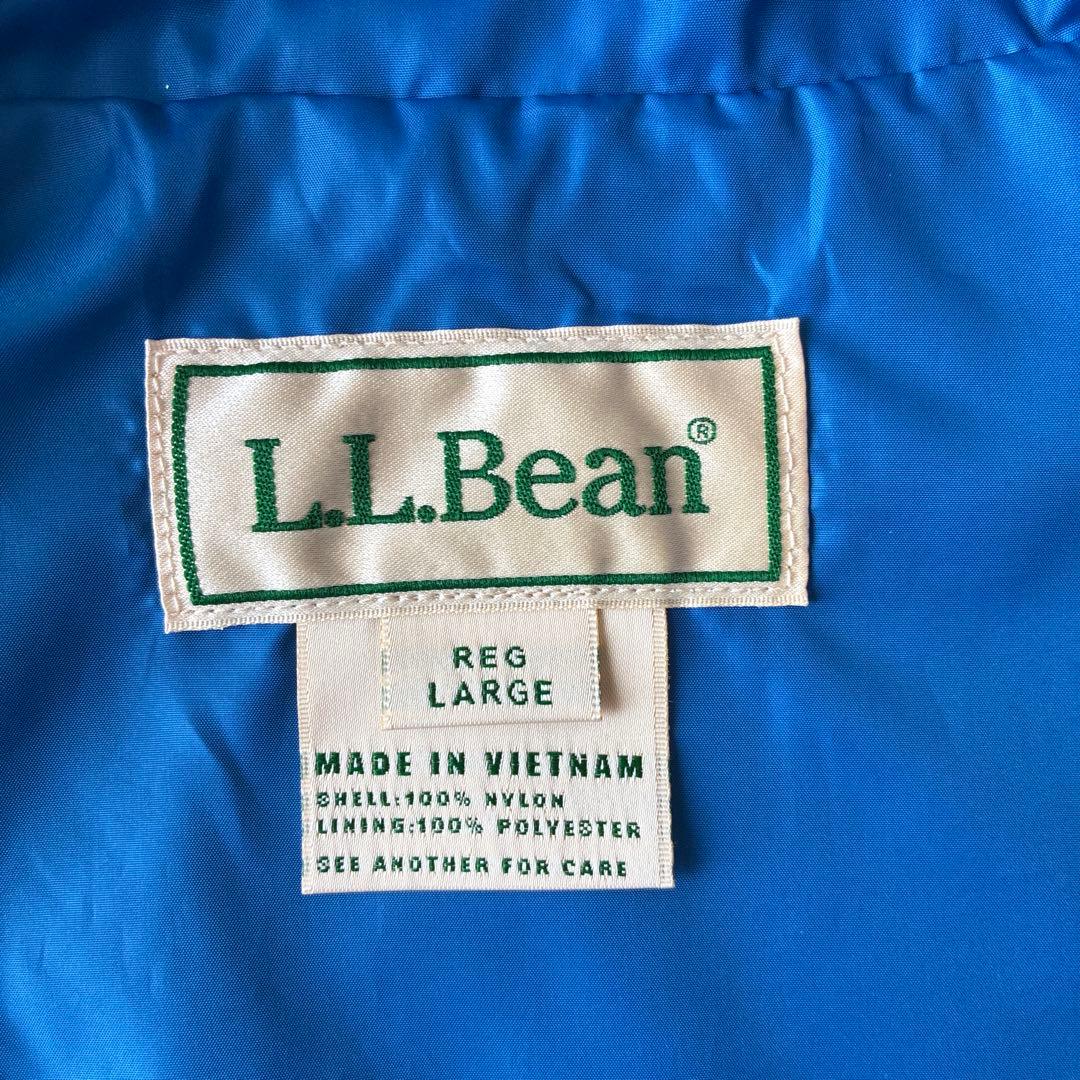 L.L.Bean®
REG
LARGE
MADE IN VIETNAM
SHELL:100% NYLON
LINING:100% POLYESTER
SEE ANOTHER FOR CARE